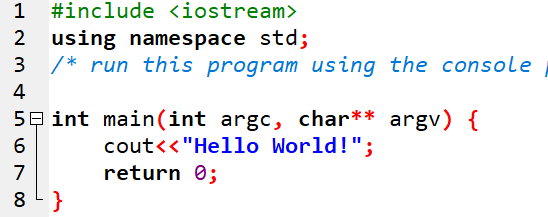 1 #include <iostream>
2 using namespace std;
3 /* run this program using the console
4
5 int main(int argc, char** argv) {
6 cout<<"Hello World!";
7 return 0;
8 }